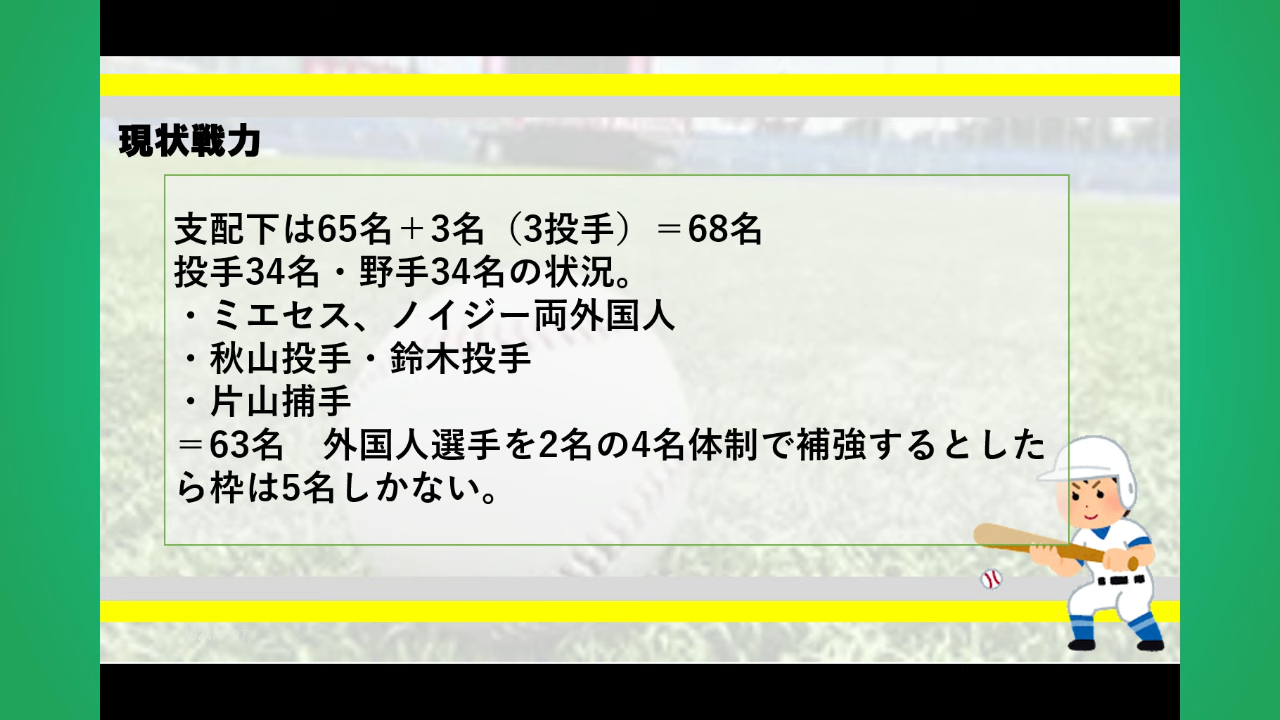 現状戦力
支配下は65名＋3名（3投手）＝68名
投手34名・野手34名の状況。
・ミエセス、ノイジー両外国人
・秋山投手・鈴木投手
・片山捕手
＝63名　外国人選手を2名の4名体制で補強するとした
ら枠は5名しかない。